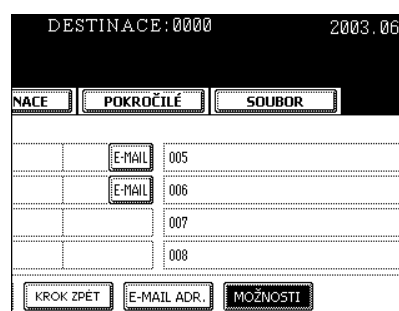 DESTINACE:0000 2003.06
NACE POKROČILÉ SOUBOR
E-MAIL 005
E-MAIL 006
007
008
KROK ZPĚT E-MAIL ADR. MOŽNOSTI